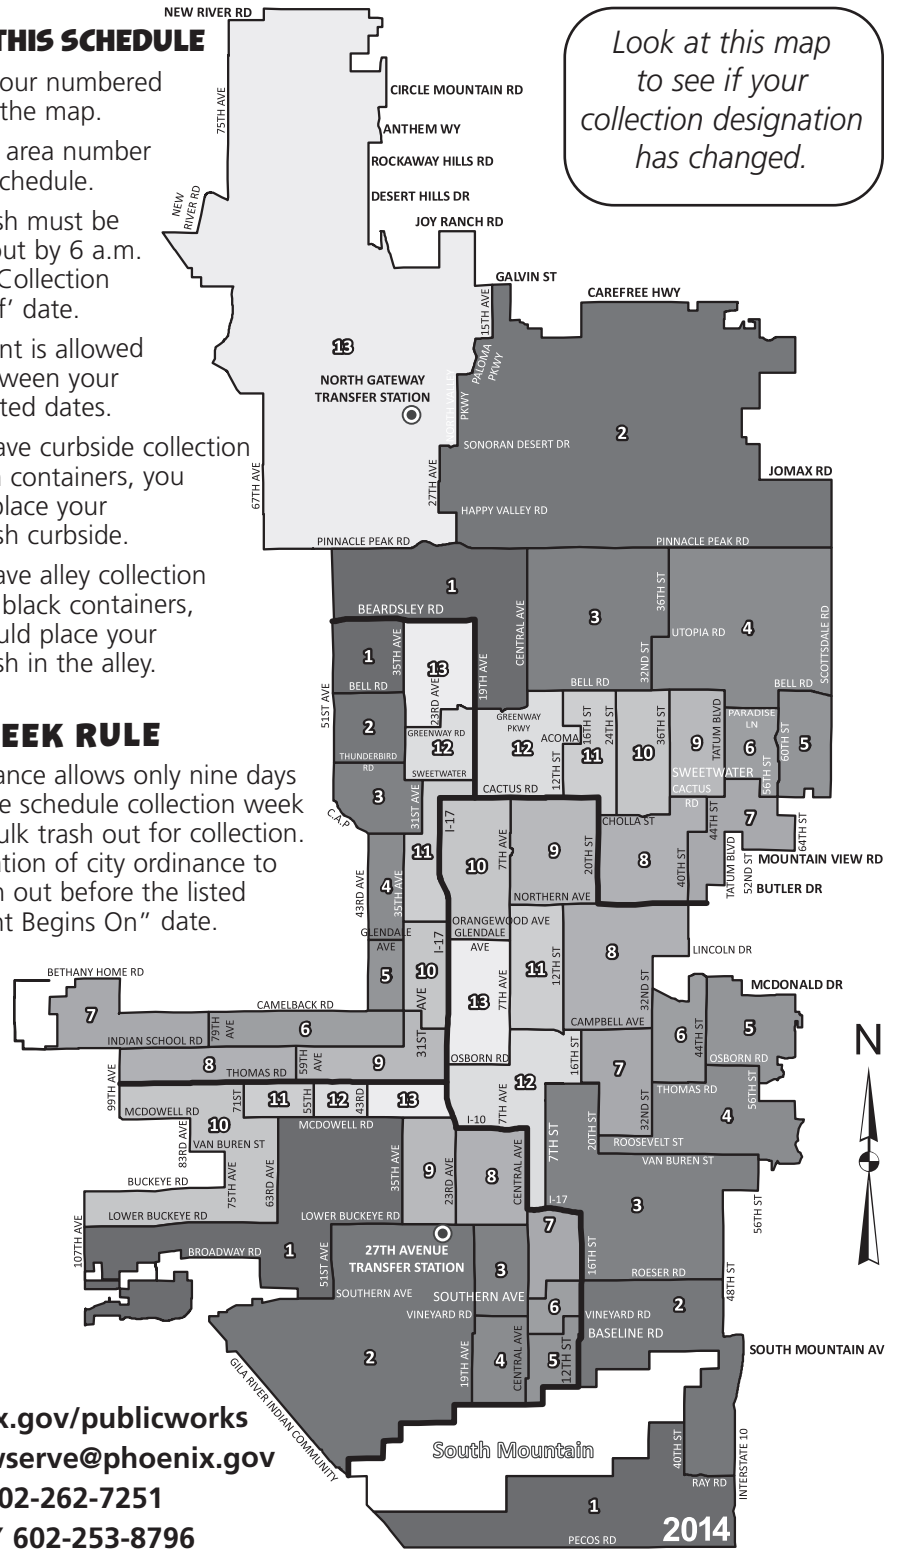 THIS SCHEDULE
our numbered
the map.
area number
chedule.
sh must be
out by 6 a.m.
Collection
f’ date.
nt is allowed
ween your
ted dates.
ave curbside collection
containers, you
place your
sh curbside.
ave alley collection
black containers,
uld place your
sh in the alley.
EEK RULE
ance allows only nine days
e schedule collection week
ulk trash out for collection.
ation of city ordinance to
n out before the listed
nt Begins On” date.
x.gov/publicworks
wserve@phoenix.gov
02-262-7251
Y 602-253-8796
Look at this map
to see if your
collection designation
has changed.
NEW RIVER RD
75TH AVE
CIRCLE MOUNTAIN RD
ANTHEM WY
ROCKAWAY HILLS RD
DESERT HILLS DR
NEW
RIVER RD
JOY RANCH RD
GALVIN ST
CAREFREE HWY
15TH AVE
13
PALOMA
PKWY
NORTH GATEWAY
TRANSFER STATION
NORTH VALLEY
PKWY
2
SONORAN DESERT DR
JOMAX RD
67TH AVE
27TH AVE
HAPPY VALLEY RD
PINNACLE PEAK RD
PINNACLE PEAK RD
1
BEARDSLEY RD
CENTRAL AVE
3
36TH ST
UTOPIA RD
4
SCOTTSDALE RD
1
35TH AVE
13
19TH AVE
32ND ST
BELL RD
BELL RD
BELL RD
51ST AVE
23RD AVE
2
GREENWAY RD
12
GREENWAY
PKWY
12
ACOMA
16TH ST
11
24TH ST
10
36TH ST
9
TATUM BLVD
PARADISE
LN
6
60TH ST
5
THUNDERBIRD
RD
SWEETWATER
12TH ST
SWEETWATER
56TH ST
CACTUS RD
CACTUS
RD
3
C.A.P
31ST AVE
I-17
CHOLLA ST
44TH ST
7
64TH ST
11
10
7TH AVE
9
20TH ST
8
40TH ST
TATUM BLVD
52ND ST
MOUNTAIN VIEW RD
BUTLER DR
43RD AVE
4
35TH AVE
NORTHERN AVE
ORANGEWOOD AVE
GLENDALE
AVE
GLENDALE
AVE
I-17
8
LINCOLN DR
5
10
11
12TH ST
BETHANY HOME RD
MCDONALD DR
7
CAMELBACK RD
AVE
31ST
13
7TH AVE
32ND ST
CAMPBELL AVE
6
44TH ST
5
79TH
AVE
6
INDIAN SCHOOL RD
8
THOMAS RD
59TH
AVE
9
OSBORN RD
16TH ST
7
OSBORN RD
99TH AVE
12
THOMAS RD
56TH ST
MCDOWELL RD
71ST
11
55TH
12
43RD
13
7TH AVE
32ND ST
4
10
MCDOWELL RD
I-10
20TH ST
ROOSEVELT ST
83RD AVE
VAN BUREN ST
7TH ST
VAN BUREN ST
BUCKEYE RD
75TH AVE
63RD AVE
35TH AVE
9
23RD AVE
8
CENTRAL AVE
I-17
3
56TH ST
LOWER BUCKEYE RD
LOWER BUCKEYE RD
7
107TH AVE
BROADWAY RD
1
51ST AVE
27TH AVENUE
TRANSFER STATION
3
16TH ST
ROESER RD
48TH ST
SOUTHERN AVE
SOUTHERN AVE
VINEYARD RD
6
VINEYARD RD
2
BASELINE RD
2
19TH AVE
4
CENTRAL AVE
5
12TH ST
SOUTH MOUNTAIN AV
GILA RIVER INDIAN COMMUNITY
South Mountain
40TH ST
INTERSTATE 10
RAY RD
1
PECOS RD
2014
N